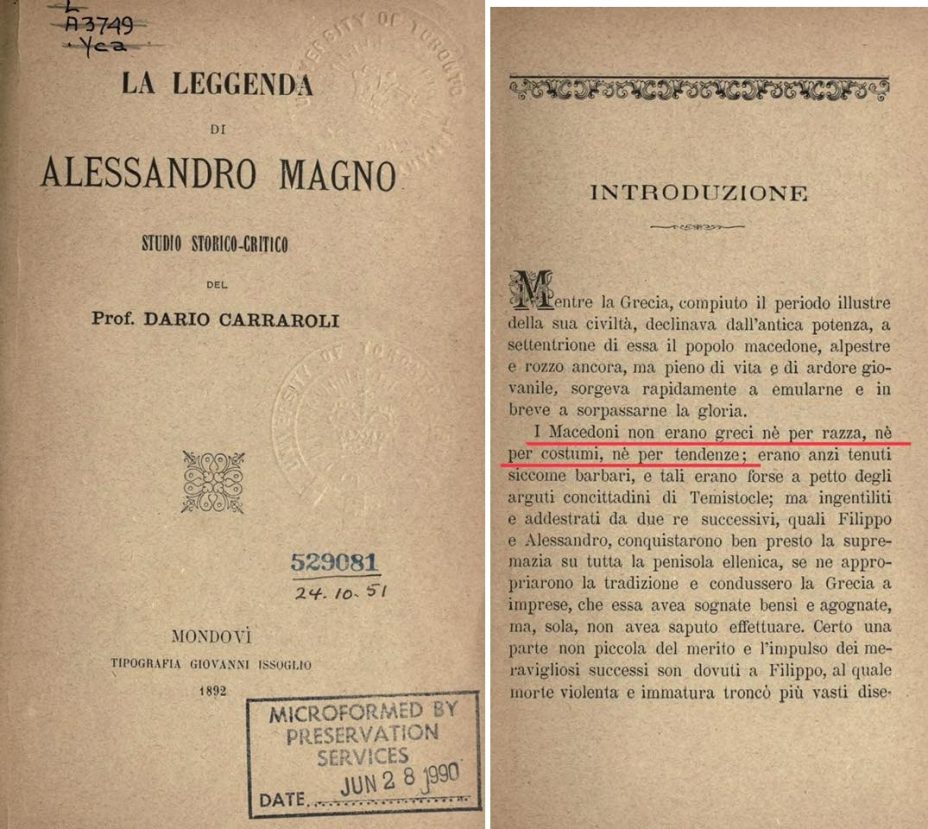 L
A3749
Yca
UNIVERSITY OF TORONTO
LA LEGGENDA
DI
ALESSANDRO MAGNO
STUDIO STORICO-CRITICO
DEL
Prof. DARIO CARRAROLI
OF TORONTO
529081
24.10.51
MONDOVÌ
TIPOGRAFIA GIOVANNI ISSOGLIO
1892
MICROFORMED BY
PRESERVATION
SERVICES
DATE JUN 28 1990
INTRODUZIONE
Mentre la Grecia, compiuto il periodo illustre
della sua civiltà, declinava dall'antica potenza, a
settentrione di essa il popolo macedone, alpestre
e rozzo ancora, ma pieno di vita e di ardore gio-
vanile, sorgeva rapidamente a emularne e in
breve a sorpassarne la gloria.
I Macedoni non erano greci nè per razza, nè
per costumi, nè per tendenze; erano anzi tenuti
siccome barbari, e tali erano forse a petto degli
arguti concittadini di Temistocle; ma ingentiliti
e addestrati da due re successivi, quali Filippo
e Alessandro, conquistarono ben presto la supre-
mazia su tutta la penisola ellenica, se ne appro-
priarono la tradizione e condussero la Grecia a
imprese, che essa avea sognate bensì e agognate,
ma, sola, non avea saputo effettuare. Certo una
parte non piccola del merito e l'impulso dei me-
ravigliosi successi son dovuti a Filippo, al quale
morte violenta e immatura troncò più vasti dise-